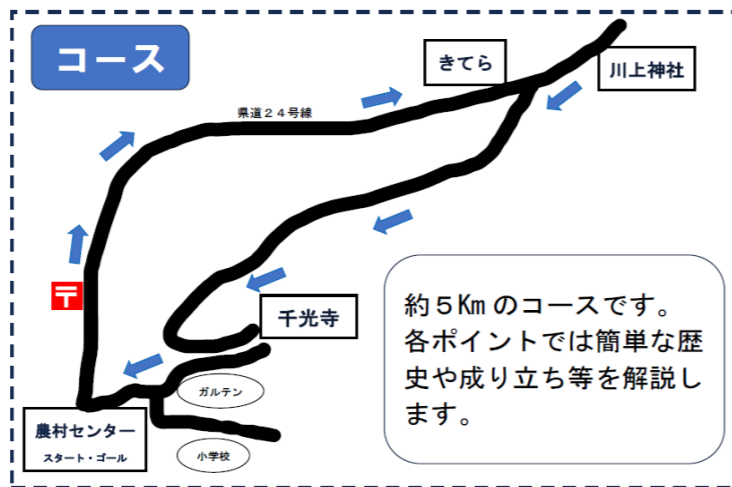 コース
きてら
川上神社
県道２４号線
〒
千光寺
約５Kmのコースです。
各ポイントでは簡単な歴
史や成り立ち等を解説し
ます。
ガルテン
農村センター
スタート・ゴール
小学校